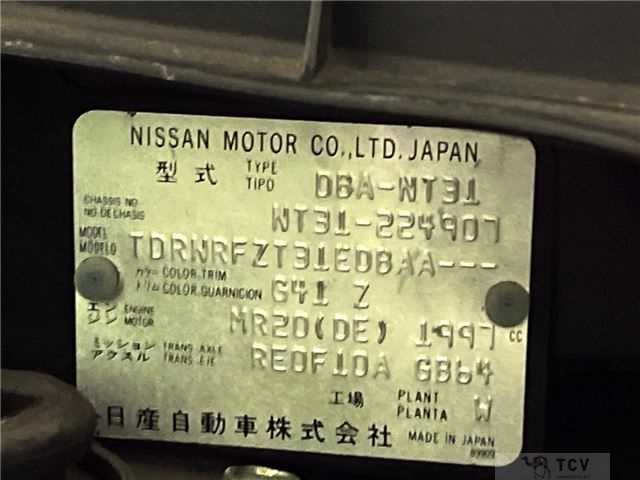 NISSAN MOTOR CO.,LTD. JAPAN
型式 TYPE TIPO DBA-NT31
CHASSIS NO. NO. DE CHASIS NT31-224907
MODEL MODELO TDRNRFZT31EDBAA---
カラー COLOR, TRIM トリム COLOR, GUARNICION G41 Z
エンジン ENGINE MOTOR MR20(DE) 1997 CC
ミッション TRANS. AXLE アクスル TRANS. EJE RE0F10A GB64
工場 PLANT PLANTA W
日産自動車株式会社 MADE IN JAPAN
89909
TCV